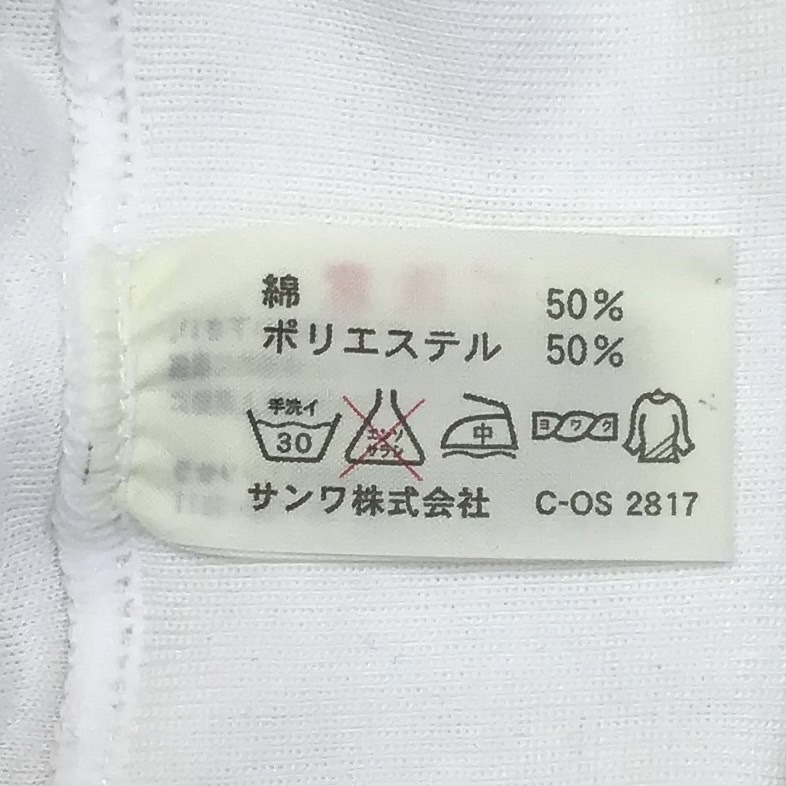 綿 50%
ポリエステル 50%
手洗イ 30 エンソ サラシ 中 ヨワク
サンワ株式会社 C-OS 2817